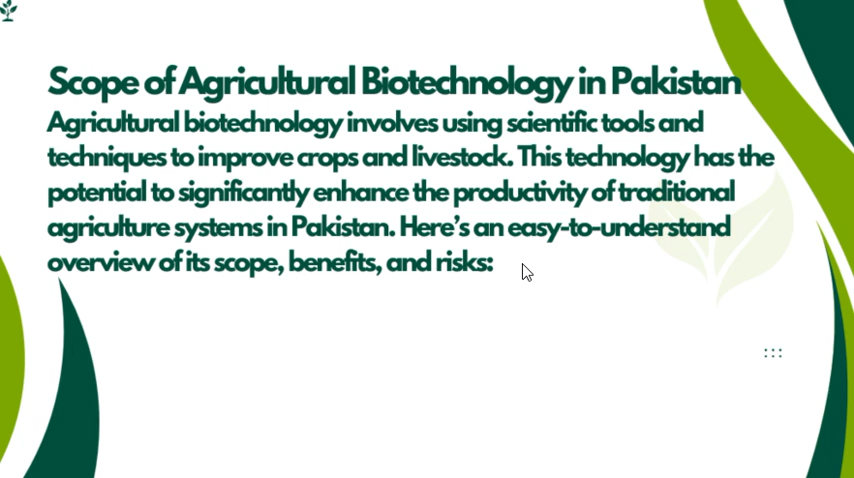 Scope of Agricultural Biotechnology in Pakistan
Agricultural biotechnology involves using scientific tools and
techniques to improve crops and livestock. This technology has the
potential to significantly enhance the productivity of traditional
agriculture systems in Pakistan. Here's an easy-to-understand
overview of its scope, benefits, and risks: